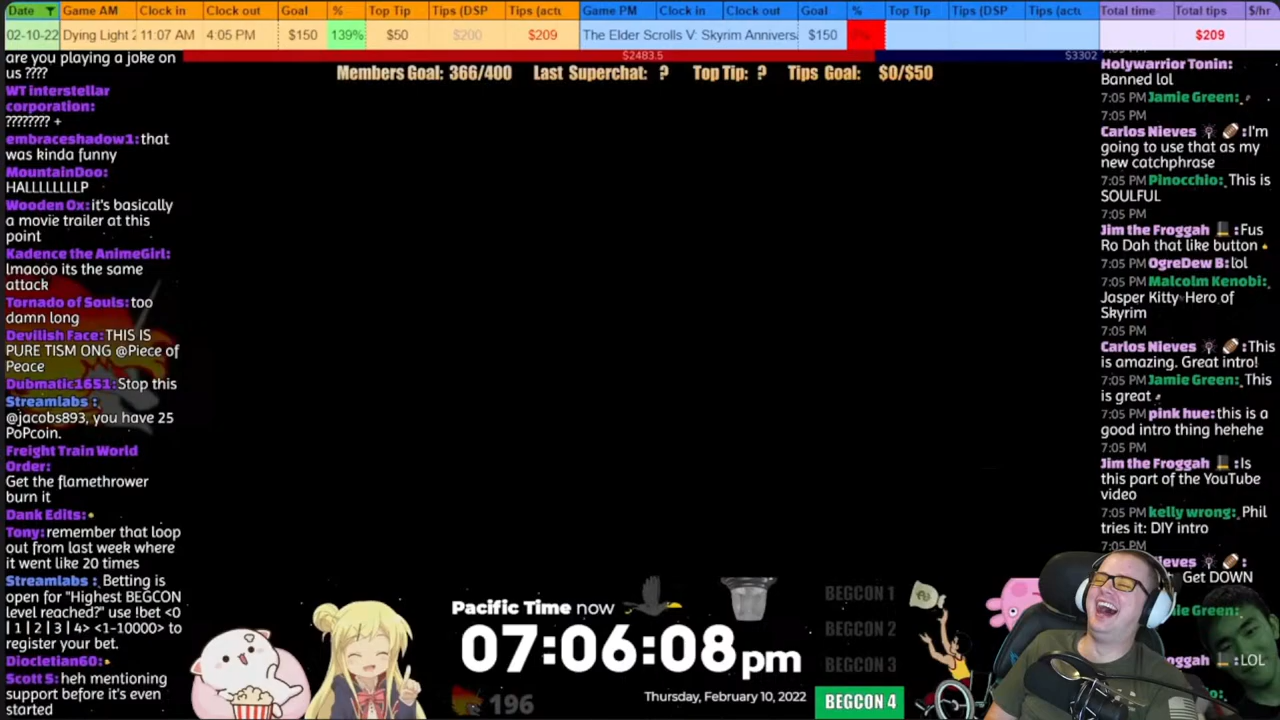 Date Game AM Clock in Clock out Goal % Top Tip Tips (DSP Tips (actu Game PM Clock in Clock out Goal % Top Tip Tips (DSP Tips (actu Total time Total tips $/hr
02-10-22 Dying Light 2 11:07 AM 4:05 PM $150 139% $50 $200 $209 The Elder Scrolls V: Skyrim Annivers $150 $209
$2483.5 $3302
Members Goal: 366/400 Last Superchat: ? Top Tip: ? Tips Goal: $0/$50
are you playing a joke on
us ????
WT interstellar
corporation:
???????? +
embraceshadow1: that
was kinda funny
MountainDoo:
HALLLLLLLP
Wooden Ox: it's basically
a movie trailer at this
point
Kadence the AnimeGirl:
lmaooo its the same
attack
Tornado of Souls: too
damn long
Devilish Face: THIS IS
PURE TISM ONG @Piece of
Peace
Dubmatic1651: Stop this
Streamlabs :
@jacobs893, you have 25
PoPcoin.
Freight Train World
Order:
Get the flamethrower
burn it
Dank Edits:
Tony: remember that loop
out from last week where
it went like 20 times
Streamlabs : Betting is
open for "Highest BEGCON
level reached?" use !bet <0
| 1 | 2 | 3 | 4> <1-10000> to
register your bet.
Diocletian60:
Scott S: heh mentioning
support before it's even
started
Pacific Time now
07:06:08 pm
Thursday, February 10, 2022
196
BEGCON 1
BEGCON 2
BEGCON 3
BEGCON 4
Holywarrior Tonin:
Banned lol
7:05 PM Jamie Green:
7:05 PM
Carlos Nieves : I'm
going to use that as my
new catchphrase
7:05 PM Pinocchio: This is
SOULFUL
7:05 PM
Jim the Froggah : Fus
Ro Dah that like button
7:05 PM OgreDew B: lol
7:05 PM Malcolm Kenobi:
Jasper Kitty Hero of
Skyrim
7:05 PM
Carlos Nieves : This
is amazing. Great intro!
7:05 PM Jamie Green: This
is great
7:05 PM pink hue: this is a
good intro thing hehehe
7:05 PM
Jim the Froggah : Is
this part of the YouTube
video
7:05 PM kelly wrong: Phil
tries it: DIY intro
7:05 PM
Nieves :
Get DOWN
Green:
LOL